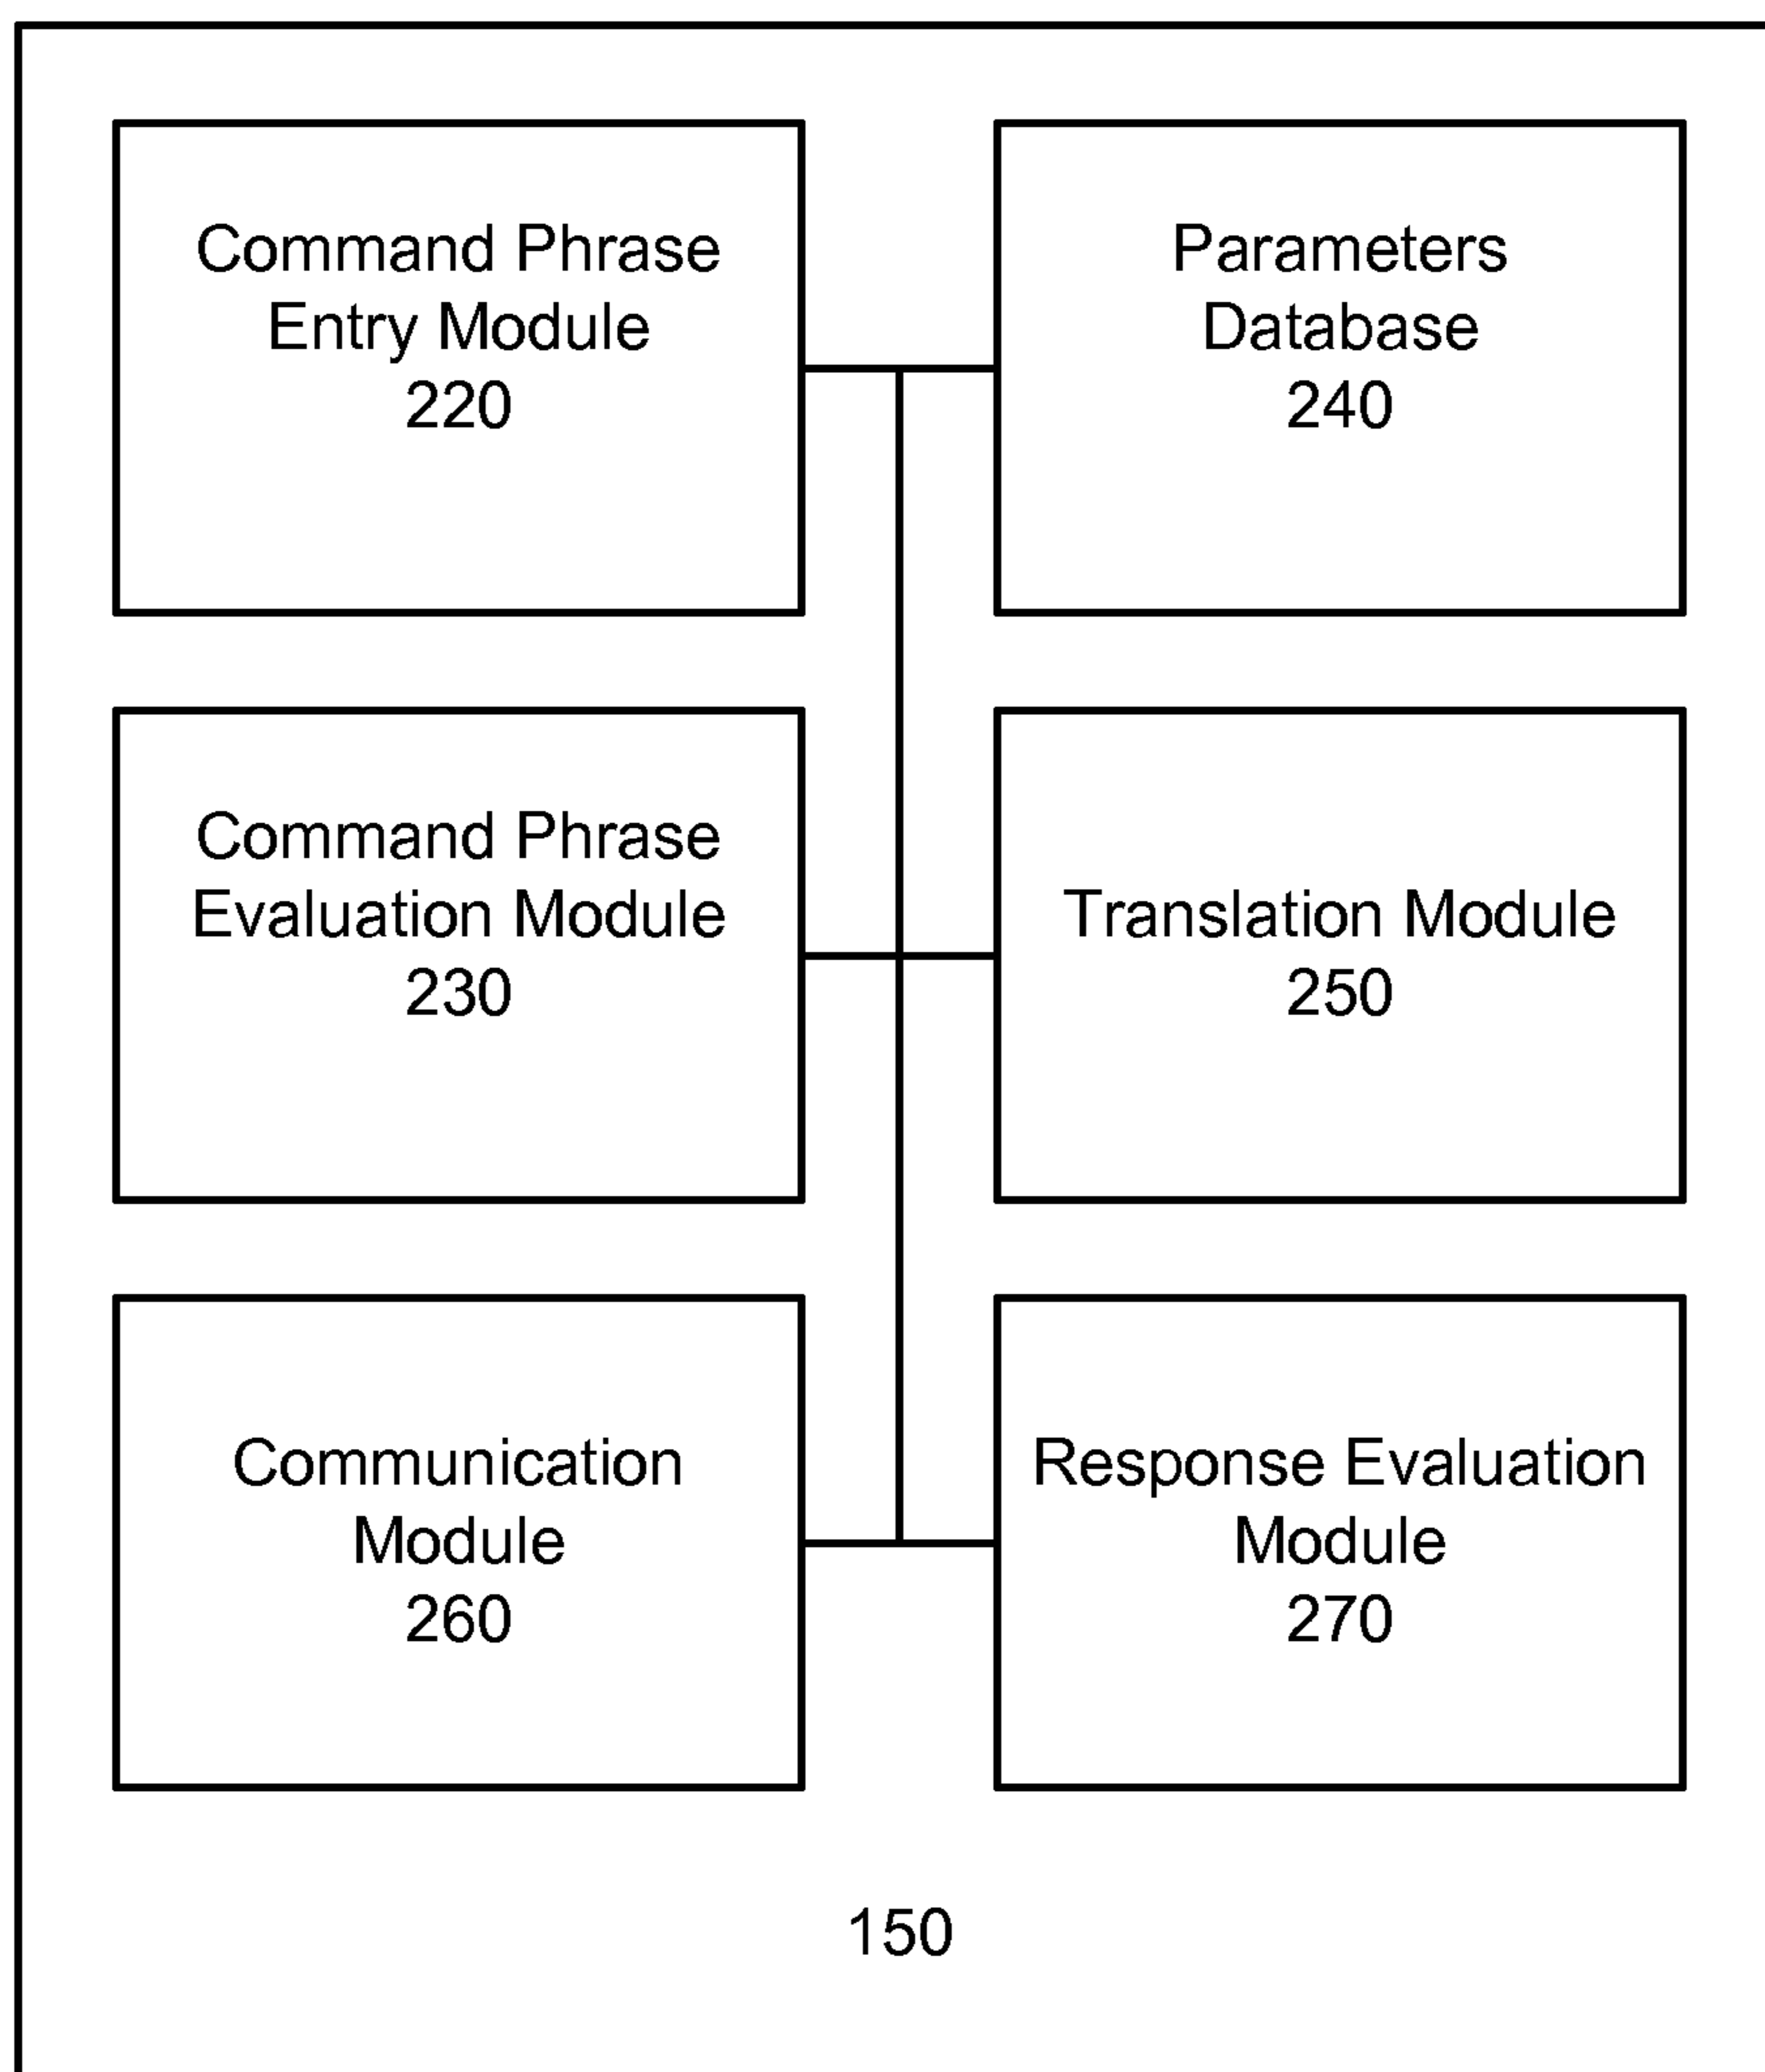 Command Phrase
Entry Module
220
Parameters
Database
240
Command Phrase
Evaluation Module
230
Translation Module
250
Communication
Module
260
Response Evaluation
Module
270
150